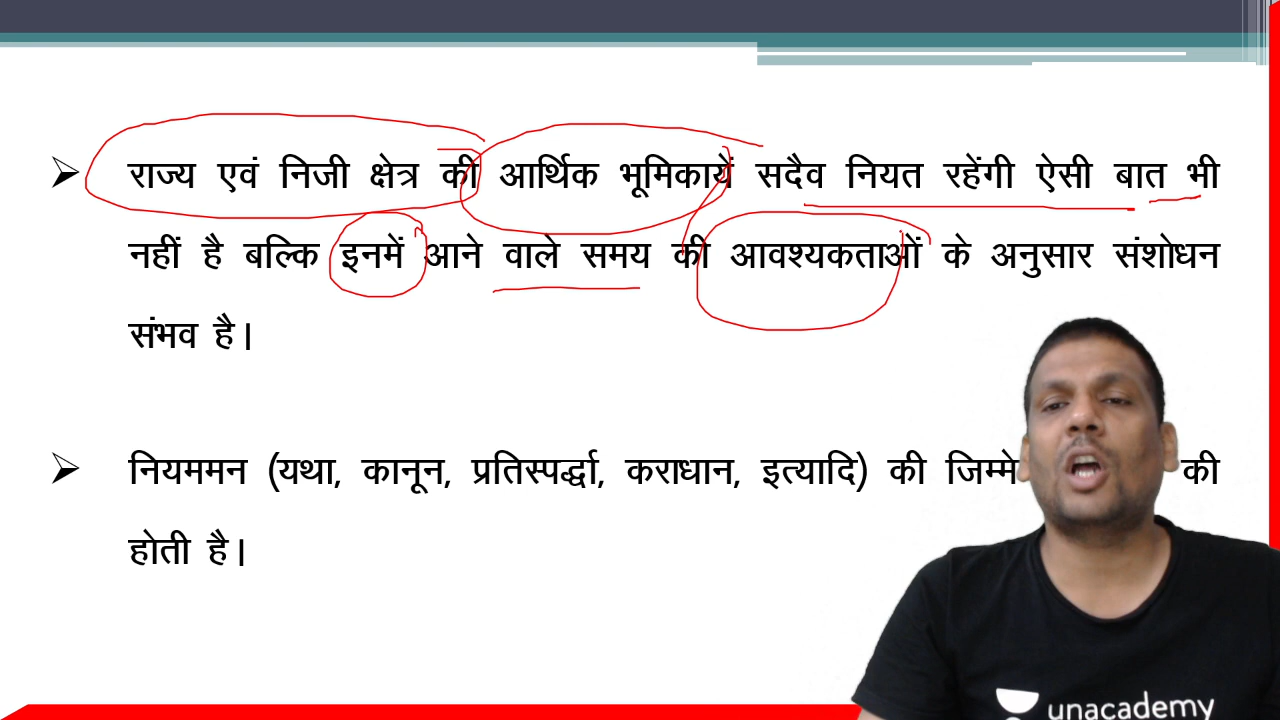 राज्य एवं निजी क्षेत्र की आर्थिक भूमिकायें सदैव नियत रहेंगी ऐसी बात भी
नहीं है बल्कि इनमें आने वाले समय की आवश्यकताओं के अनुसार संशोधन
संभव है।
नियममन (यथा, कानून, प्रतिस्पर्द्धा, कराधान, इत्यादि) की जिम्मे की
होती है।
unacademy